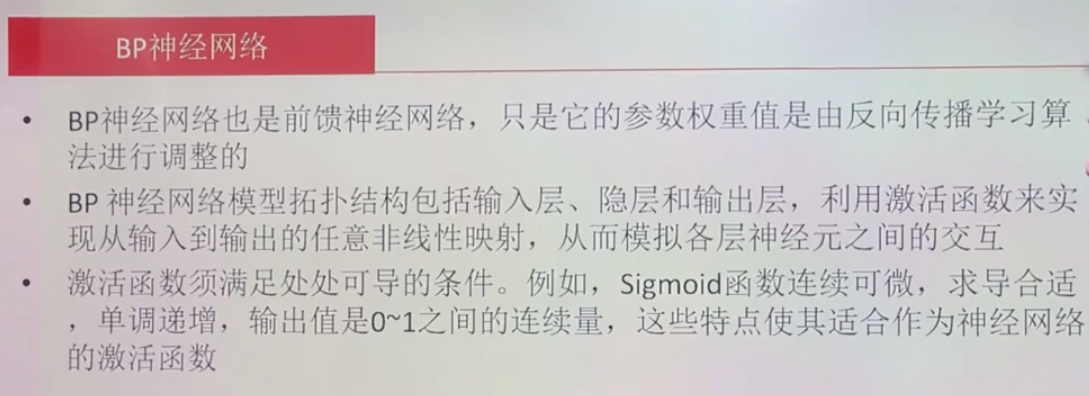 BP神经网络
• BP神经网络也是前馈神经网络，只是它的参数权重值是由反向传播学习算
法进行调整的
• BP 神经网络模型拓扑结构包括输入层、隐层和输出层，利用激活函数来实
现从输入到输出的任意非线性映射，从而模拟各层神经元之间的交互
• 激活函数须满足处处可导的条件。例如，Sigmoid函数连续可微，求导合适
，单调递增，输出值是0~1之间的连续量，这些特点使其适合作为神经网络
的激活函数